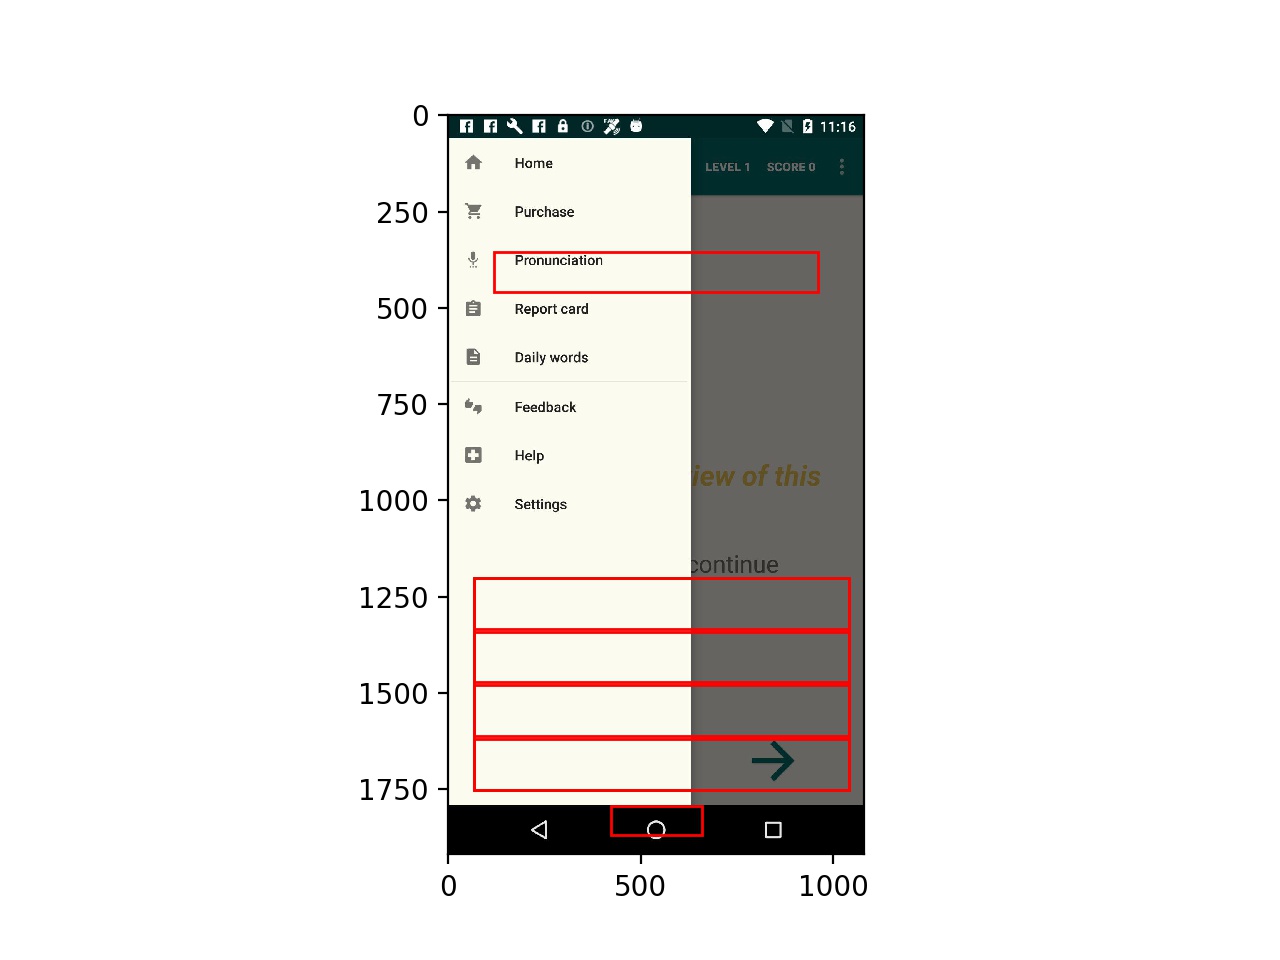 0
250
500
750
1000
1250
1500
1750
11:16
Home
LEVEL 1 SCORE 0
Purchase
Pronunciation
Report card
Daily words
Feedback
Help
iew of this
Settings
continue
0 500 1000